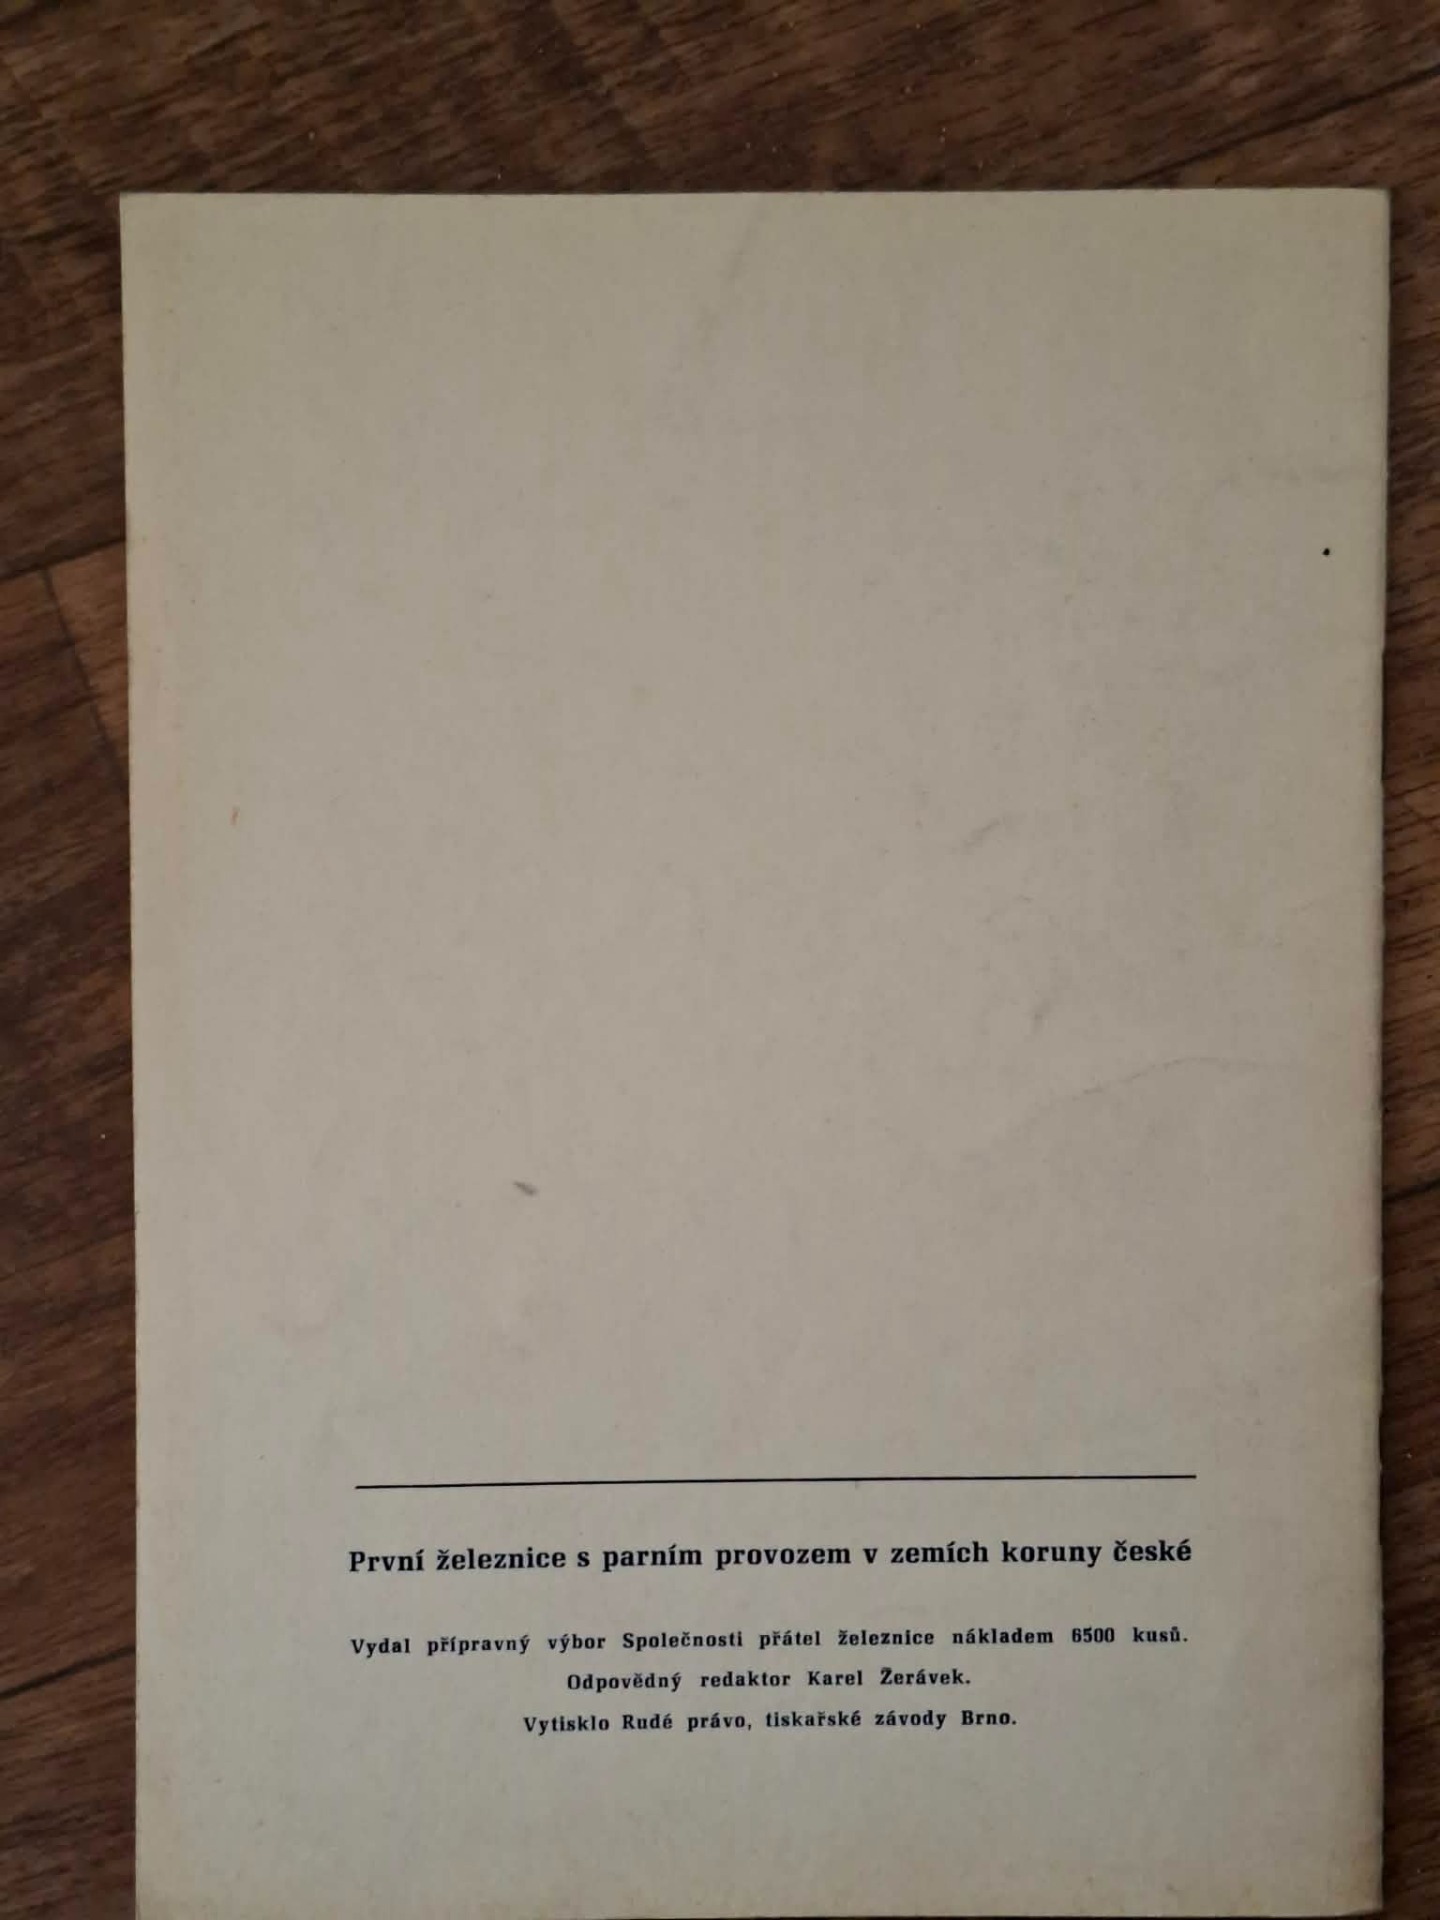 První železnice s parním provozem v zemích koruny české
Vydal přípravný výbor Společnosti přátel železnice nákladem 6500 kusů.
Odpovědný redaktor Karel Žerávek.
Vytisklo Rudé právo, tiskařské závody Brno.